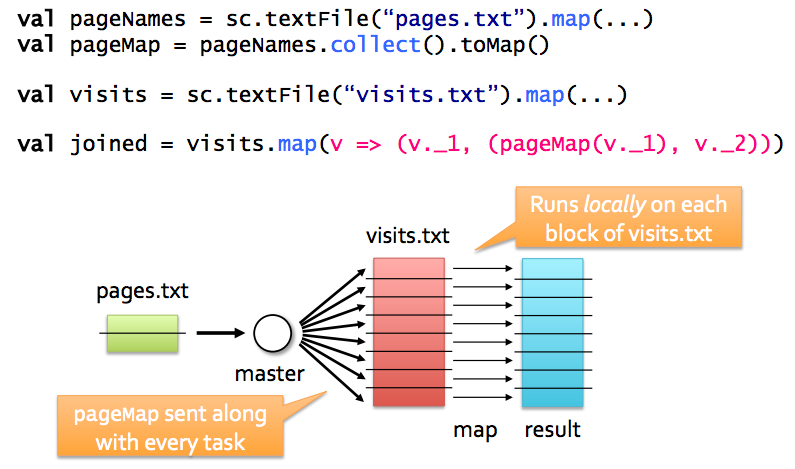 val pageNames = sc.textFile(“pages.txt”).map(...)
val pageMap = pageNames.collect().toMap()
val visits = sc.textFile(“visits.txt”).map(...)
val joined = visits.map(v => (v._1, (pageMap(v._1), v._2)))
Runs locally on each
block of visits.txt
visits.txt
pages.txt
master
pageMap sent along
with every task
map
result